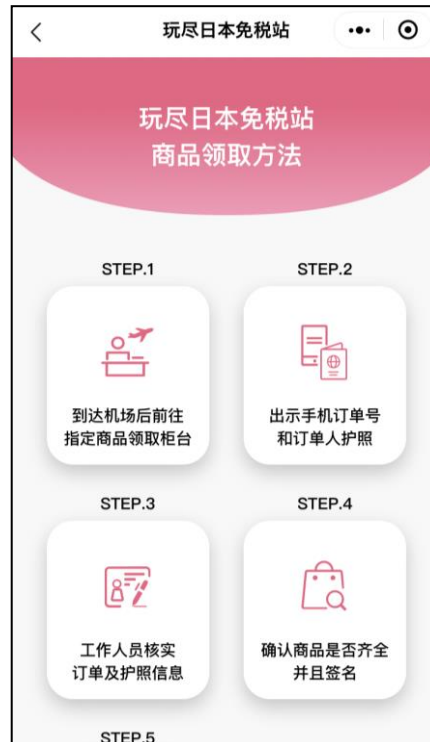 玩尽日本免税站
玩尽日本免税站
商品领取方法
STEP.1
STEP.2
到达机场后前往
指定商品领取柜台
出示手机订单号
和订单人护照
STEP.3
STEP.4
工作人员核实
订单及护照信息
确认商品是否齐全
并且签名
STEP.5